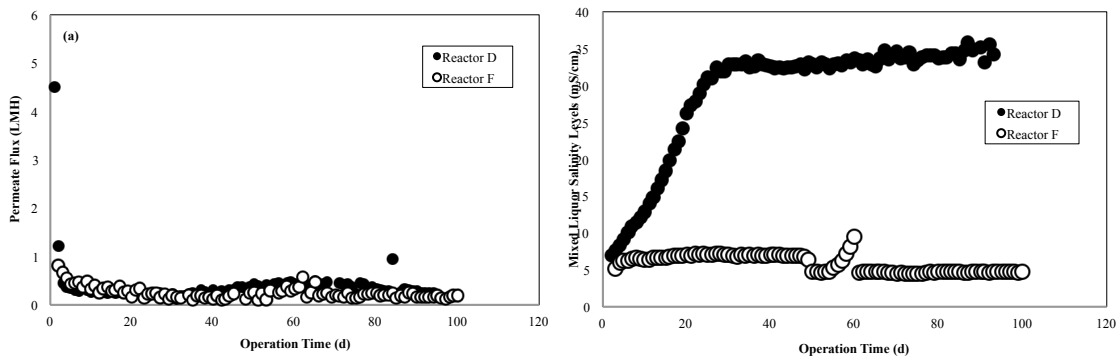 (a)
Permeate Flux (LMH)
6
5
4
3
2
1
0
0 20 40 60 80 100 120
Operation Time (d)
Reactor D
Reactor F
Mixed Liquor Salinity Levels (mS/cm)
40
35
30
25
20
15
10
5
0
0 20 40 60 80 100 120
Operation Time (d)
Reactor D
Reactor F